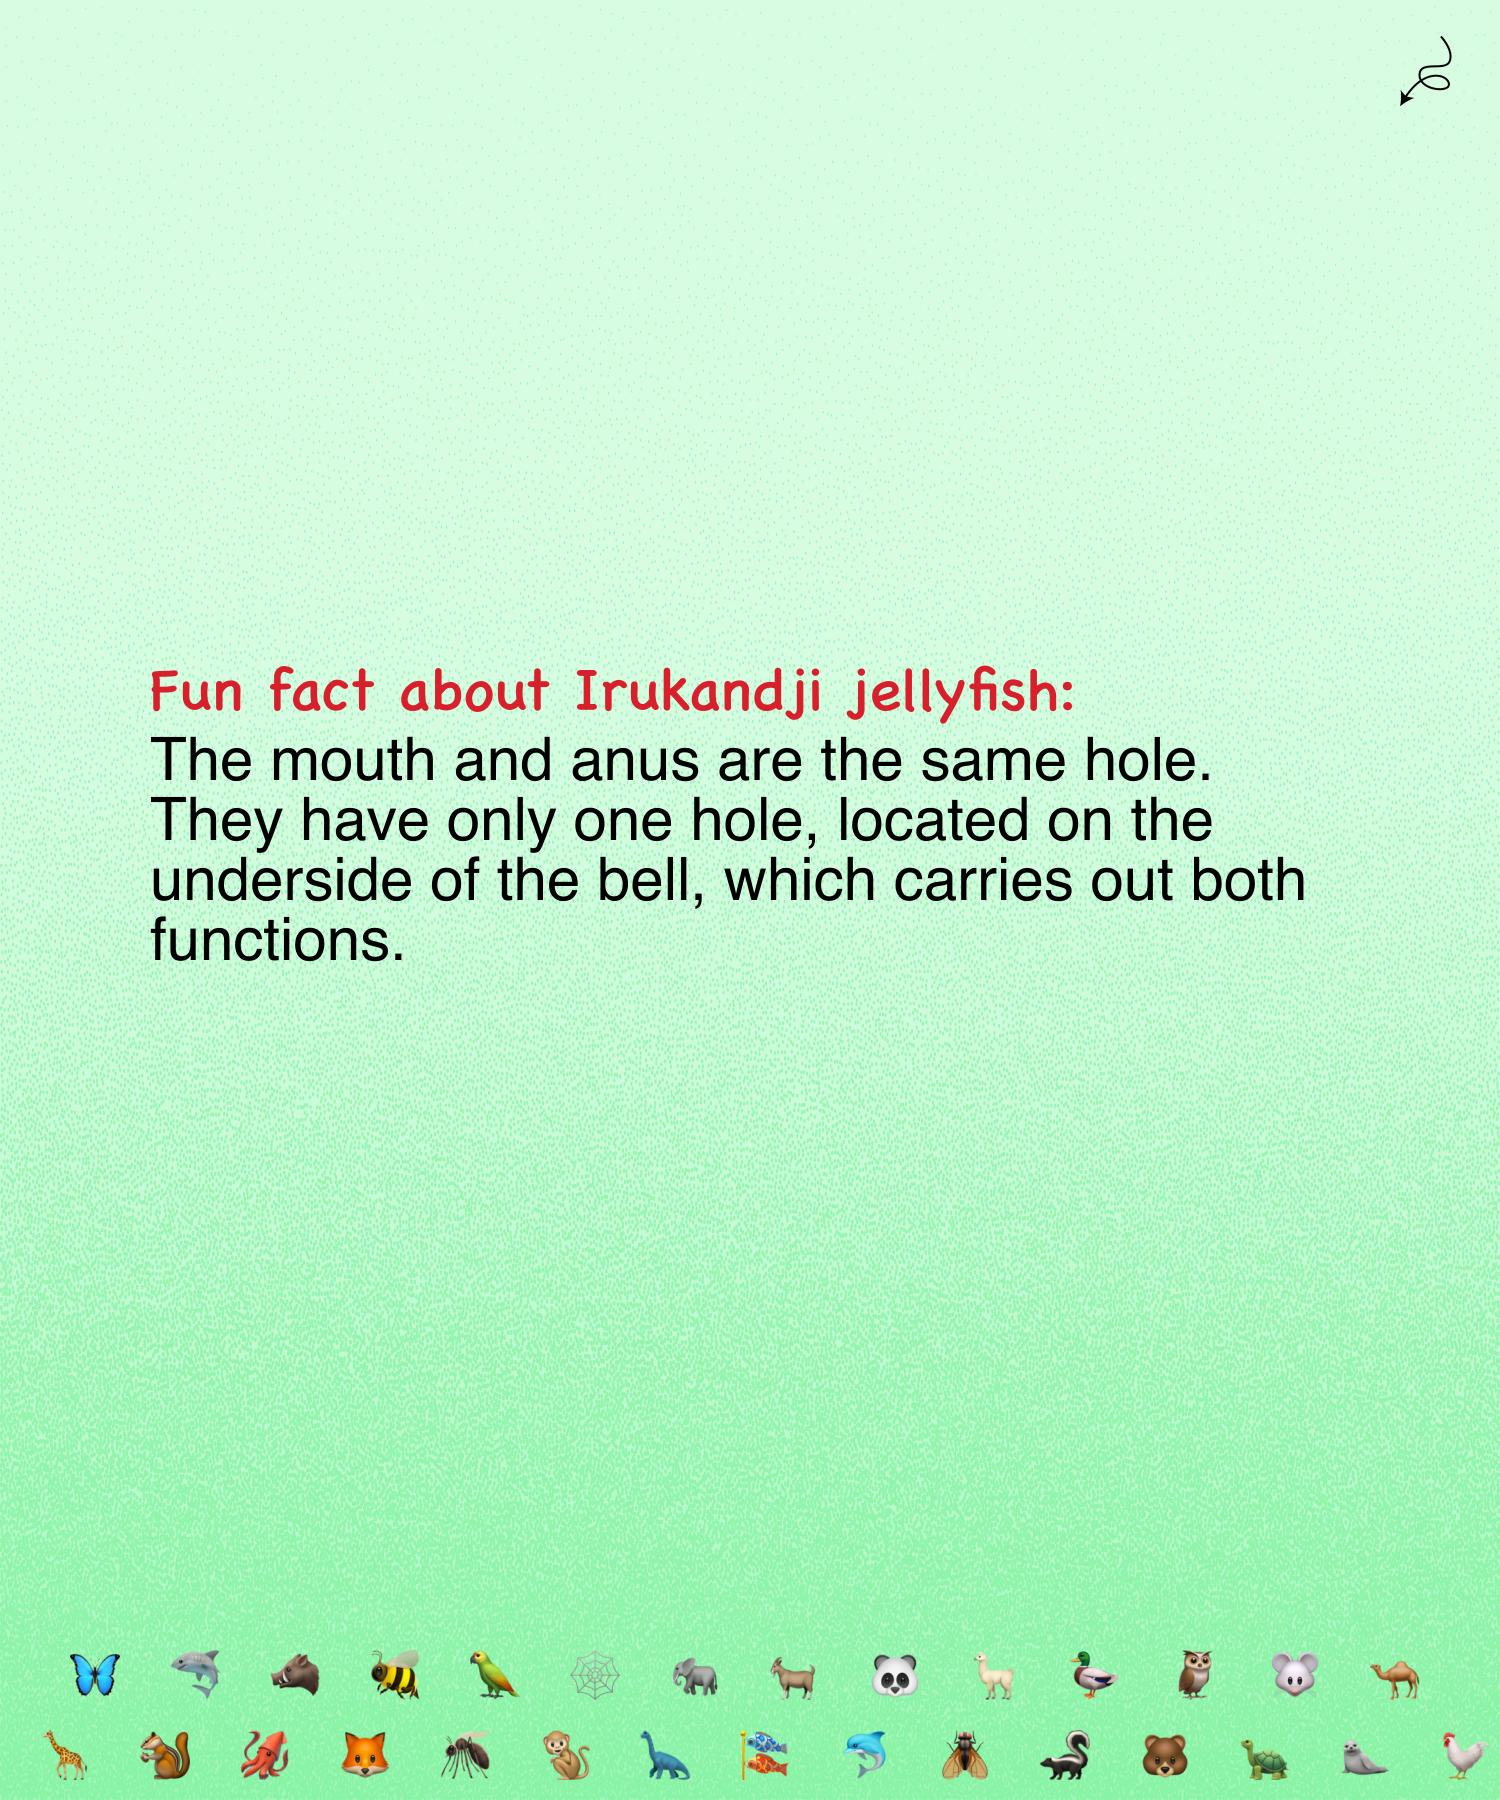 Fun fact about Irukandji jellyfish:
The mouth and anus are the same hole.
They have only one hole, located on the
underside of the bell, which carries out both
functions.